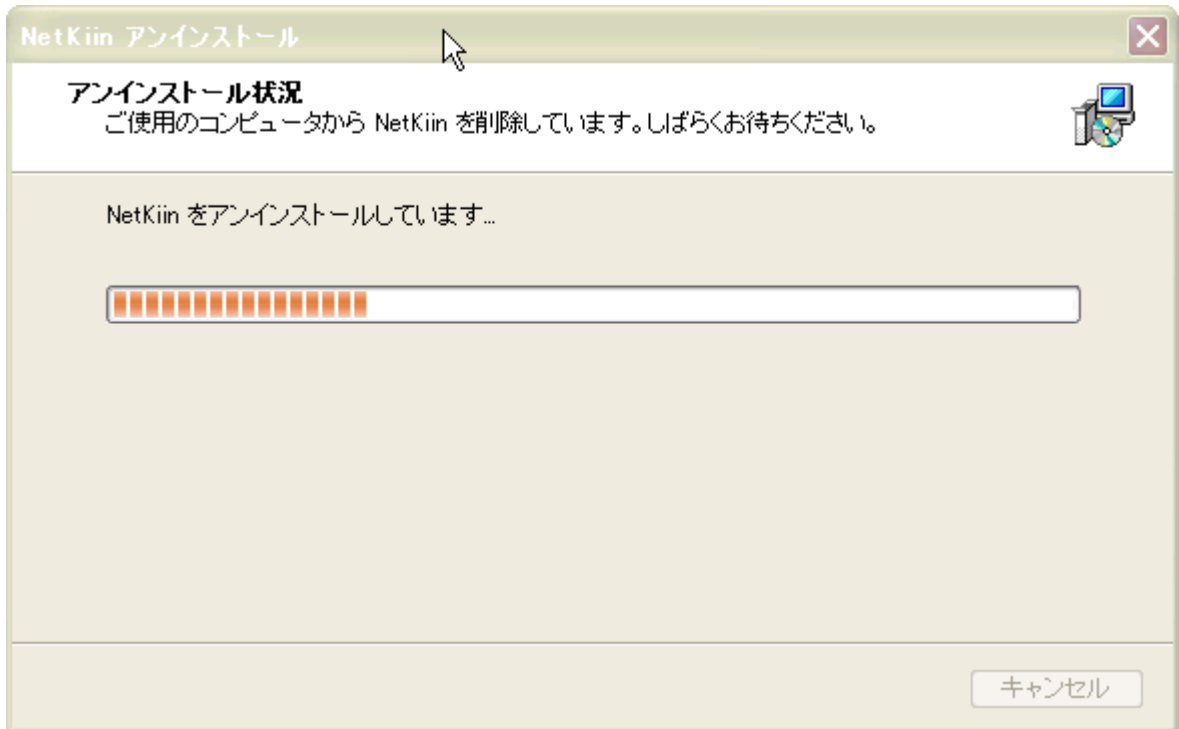 NetKiin アンインストール
アンインストール状況
ご使用のコンピュータから NetKiin を削除しています。しばらくお待ちください。
NetKiin をアンインストールしています...
キャンセル